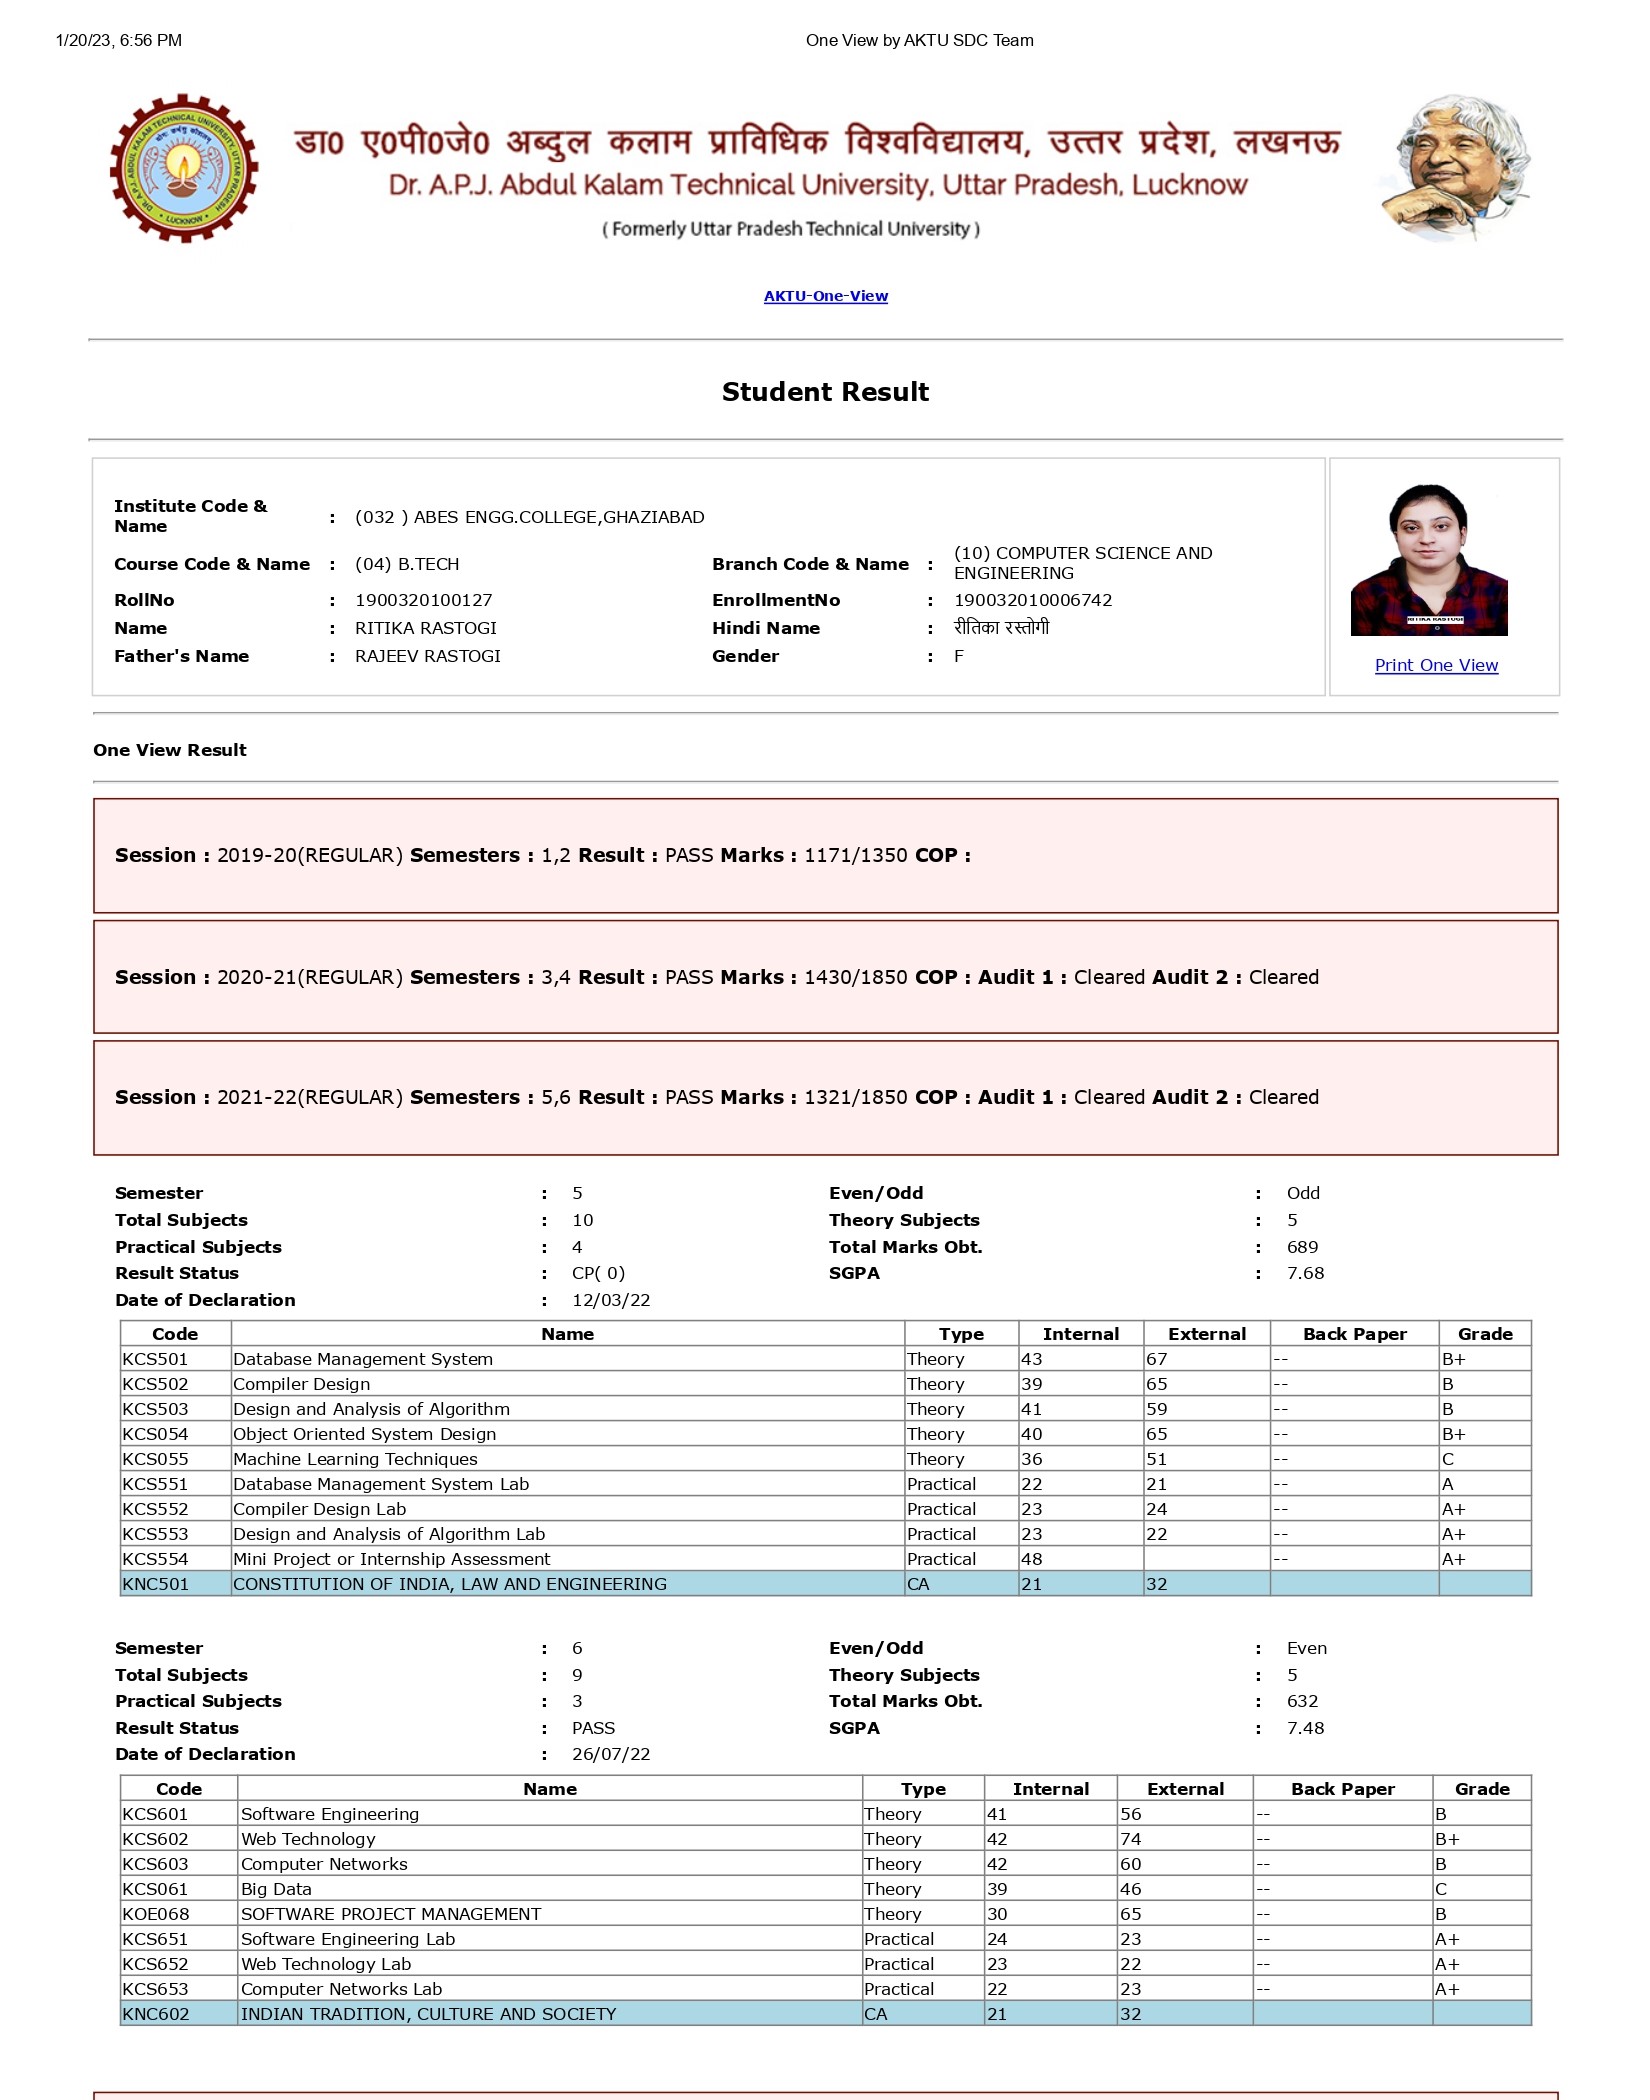 1/20/23, 6:56 PM One View by AKTU SDC Team
डा0 ए0पी0जे0 अब्दुल कलाम प्राविधिक विश्वविद्यालय, उत्तर प्रदेश, लखनऊ
Dr. A.P.J. Abdul Kalam Technical University, Uttar Pradesh, Lucknow
( Formerly Uttar Pradesh Technical University )
AKTU-One-View
Student Result
Institute Code & Name : (032 ) ABES ENGG.COLLEGE,GHAZIABAD
Course Code & Name : (04) B.TECH Branch Code & Name : (10) COMPUTER SCIENCE AND ENGINEERING
RollNo : 1900320100127 EnrollmentNo : 190032010006742
Name : RITIKA RASTOGI Hindi Name : रीतिका रस्तोगी
Father's Name : RAJEEV RASTOGI Gender : F
RITIKA RASTOGI
Print One View
One View Result
Session : 2019-20(REGULAR) Semesters : 1,2 Result : PASS Marks : 1171/1350 COP :
Session : 2020-21(REGULAR) Semesters : 3,4 Result : PASS Marks : 1430/1850 COP : Audit 1 : Cleared Audit 2 : Cleared
Session : 2021-22(REGULAR) Semesters : 5,6 Result : PASS Marks : 1321/1850 COP : Audit 1 : Cleared Audit 2 : Cleared
Semester : 5 Even/Odd : Odd
Total Subjects : 10 Theory Subjects : 5
Practical Subjects : 4 Total Marks Obt. : 689
Result Status : CP( 0) SGPA : 7.68
Date of Declaration : 12/03/22
Code Name Type Internal External Back Paper Grade
KCS501 Database Management System Theory 43 67 -- B+
KCS502 Compiler Design Theory 39 65 -- B
KCS503 Design and Analysis of Algorithm Theory 41 59 -- B
KCS054 Object Oriented System Design Theory 40 65 -- B+
KCS055 Machine Learning Techniques Theory 36 51 -- C
KCS551 Database Management System Lab Practical 22 21 -- A
KCS552 Compiler Design Lab Practical 23 24 -- A+
KCS553 Design and Analysis of Algorithm Lab Practical 23 22 -- A+
KCS554 Mini Project or Internship Assessment Practical 48 -- A+
KNC501 CONSTITUTION OF INDIA, LAW AND ENGINEERING CA 21 32
Semester : 6 Even/Odd : Even
Total Subjects : 9 Theory Subjects : 5
Practical Subjects : 3 Total Marks Obt. : 632
Result Status : PASS SGPA : 7.48
Date of Declaration : 26/07/22
Code Name Type Internal External Back Paper Grade
KCS601 Software Engineering Theory 41 56 -- B
KCS602 Web Technology Theory 42 74 -- B+
KCS603 Computer Networks Theory 42 60 -- B
KCS061 Big Data Theory 39 46 -- C
KOE068 SOFTWARE PROJECT MANAGEMENT Theory 30 65 -- B
KCS651 Software Engineering Lab Practical 24 23 -- A+
KCS652 Web Technology Lab Practical 23 22 -- A+
KCS653 Computer Networks Lab Practical 22 23 -- A+
KNC602 INDIAN TRADITION, CULTURE AND SOCIETY CA 21 32